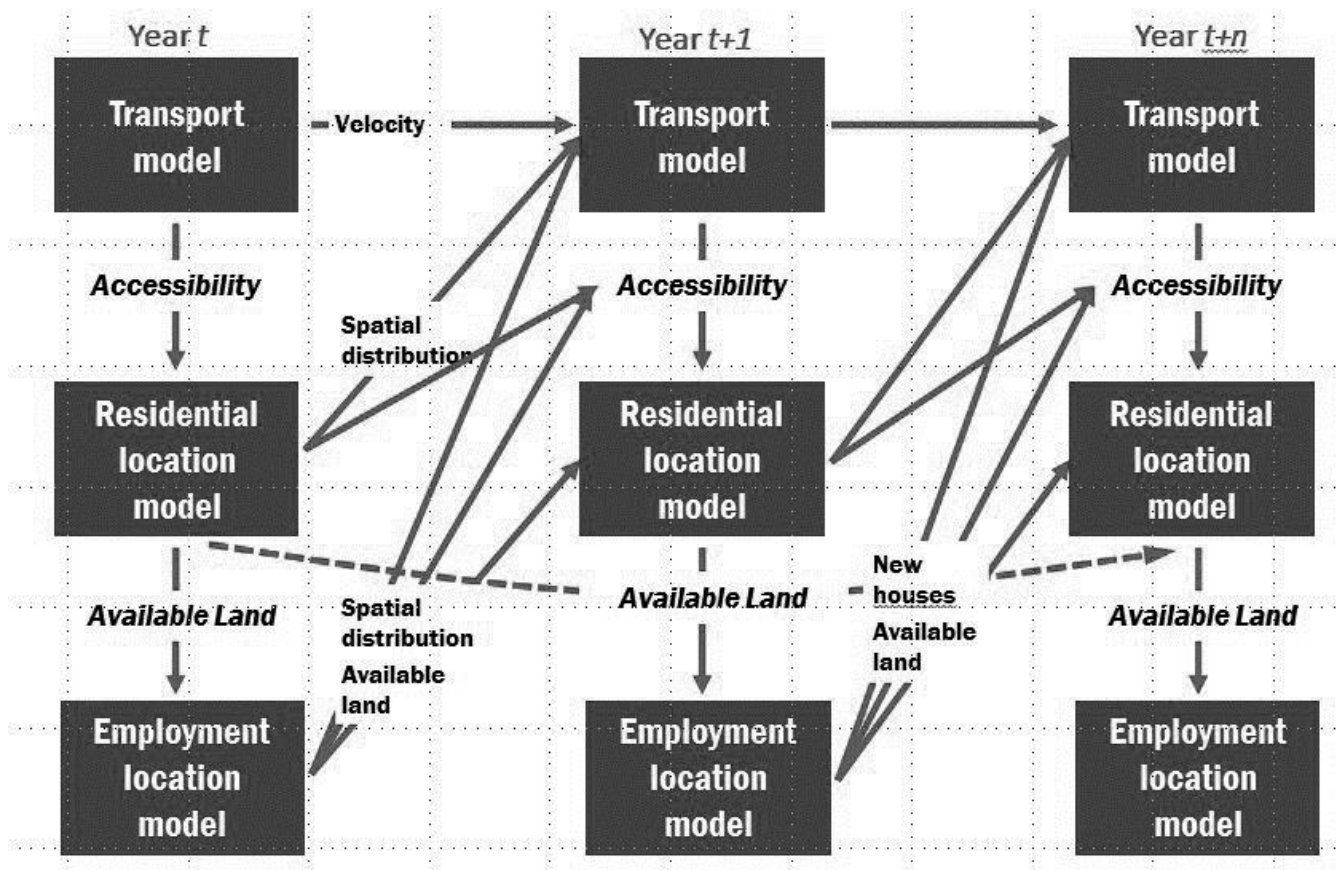 Year t
Year t+1
Year t+n
Transport
model
Velocity
Transport
model
Transport
model
Accessibility
Accessibility
Accessibility
Spatial
distribution
Residential
location
model
Residential
location
model
Residential
location
model
Available Land
Spatial
distribution
Available
land
Available Land
New
houses
Available
land
Available Land
Employment
location
model
Employment
location
model
Employment
location
model